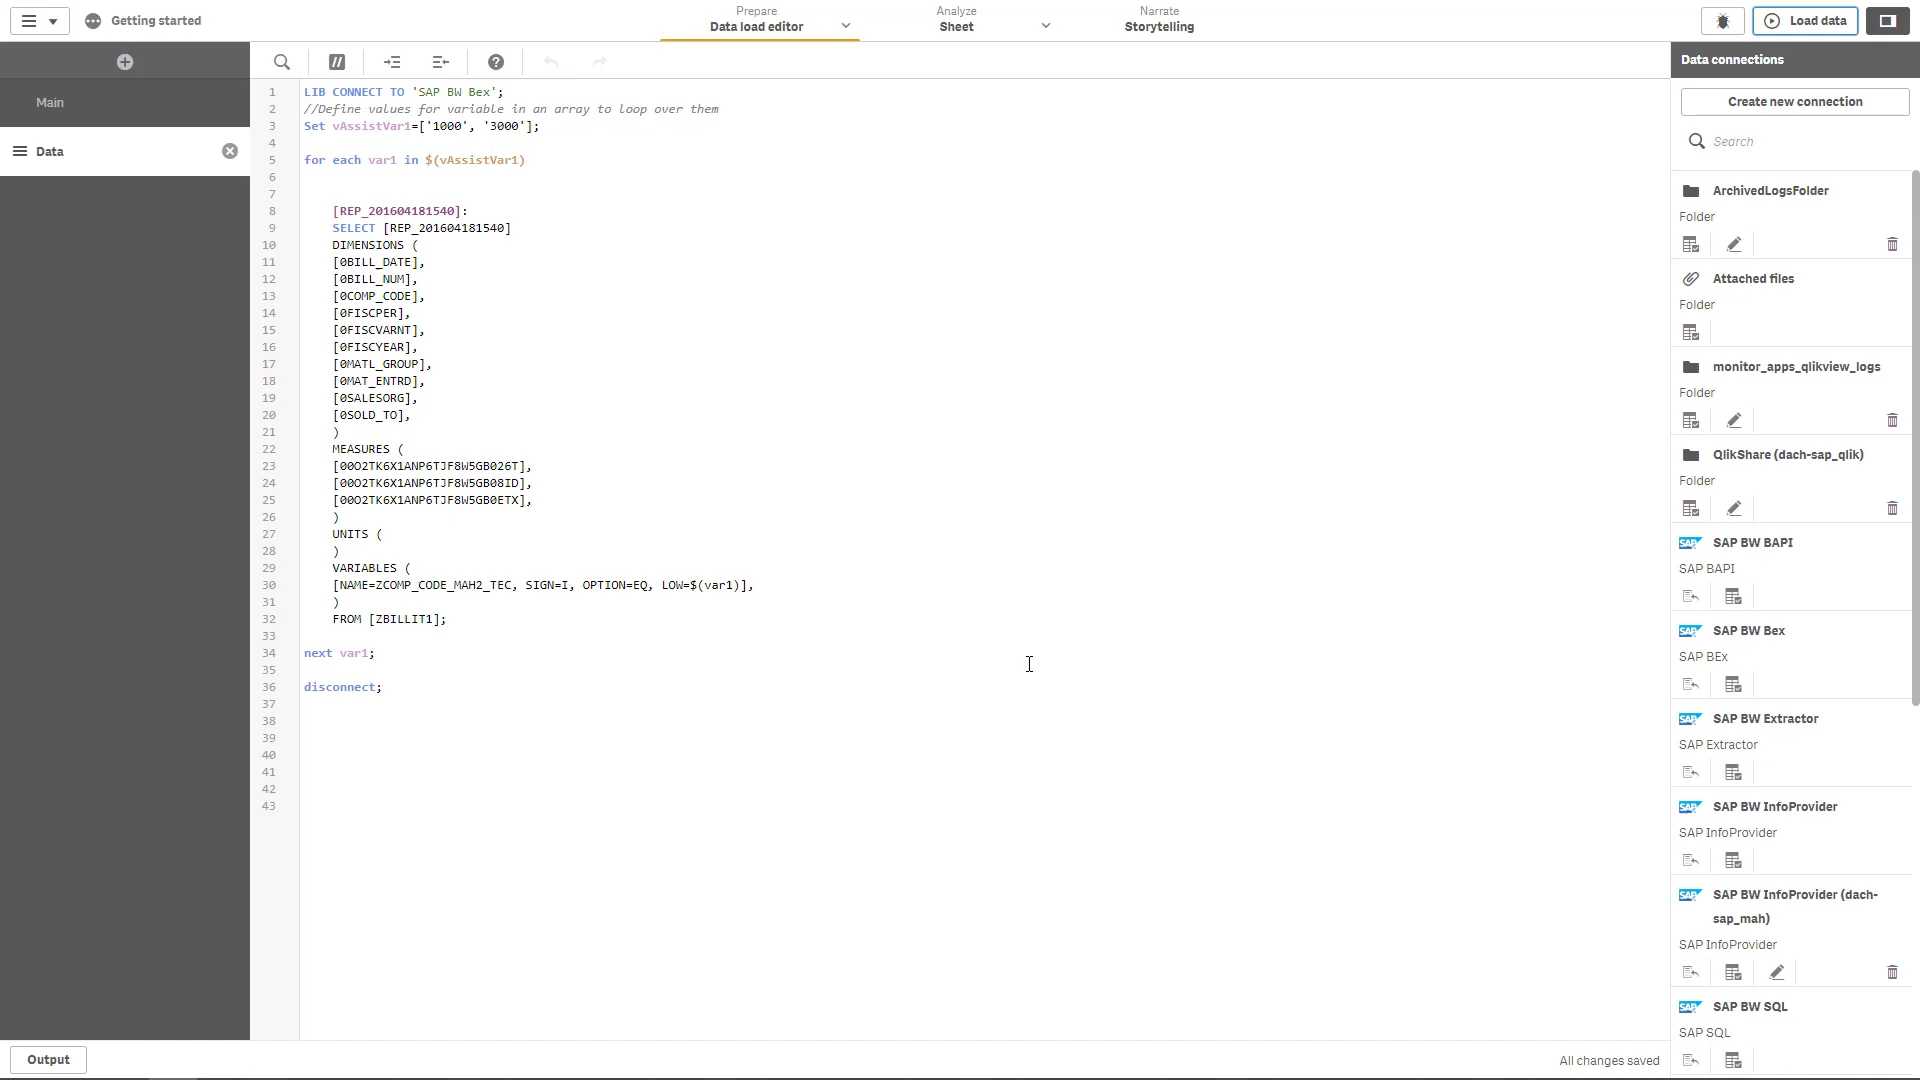 Getting started
Prepare
Data load editor
Analyze
Sheet
Narrate
Storytelling
Load data
Main
Data
1 LIB CONNECT TO 'SAP BW Bex';
2 //Define values for variable in an array to loop over them
3 Set vAssistVar1=['1000', '3000'];
4
5 for each var1 in $(vAssistVar1)
6
7
8 [REP_201604181540]:
9 SELECT [REP_201604181540]
10 DIMENSIONS (
11 [0BILL_DATE],
12 [0BILL_NUM],
13 [0COMP_CODE],
14 [0FISCPER],
15 [0FISCVARNT],
16 [0FISCYEAR],
17 [0MATL_GROUP],
18 [0MAT_ENTRD],
19 [0SALESORG],
20 [0SOLD_TO],
21 )
22 MEASURES (
23 [00O2TK6X1ANP6TJF8W5GB026T],
24 [00O2TK6X1ANP6TJF8W5GB08ID],
25 [00O2TK6X1ANP6TJF8W5GB0ETX],
26 )
27 UNITS (
28 )
29 VARIABLES (
30 [NAME=ZCOMP_CODE_MAH2_TEC, SIGN=I, OPTION=EQ, LOW=$(var1)],
31 )
32 FROM [ZBILLIT1];
33
34 next var1;
35
36 disconnect;
37
38
39
40
41
42
43
Output
All changes saved
Data connections
Create new connection
Search
ArchivedLogsFolder
Folder
Attached files
Folder
monitor_apps_qlikview_logs
Folder
QlikShare (dach-sap_qlik)
Folder
SAP SAP BW BAPI
SAP BAPI
SAP SAP BW Bex
SAP BEx
SAP SAP BW Extractor
SAP Extractor
SAP SAP BW InfoProvider
SAP InfoProvider
SAP SAP BW InfoProvider (dach-
sap_mah)
SAP InfoProvider
SAP SAP BW SQL
SAP SQL